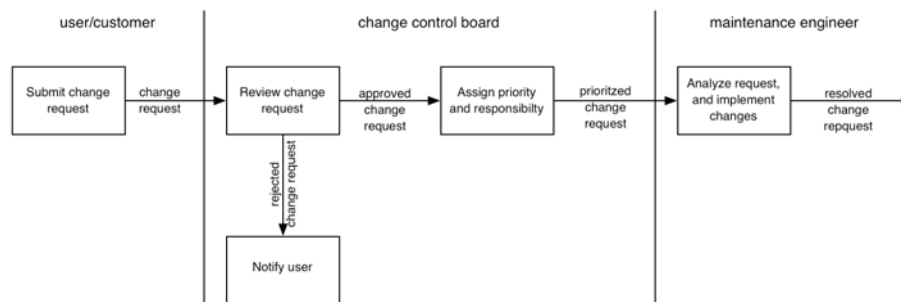 user/customer
change control board
maintenance engineer
Submit change
request
change
request
Review change
request
approved
change
request
Assign priority
and responsibilty
prioritzed
change
request
Analyze request,
and implement
changes
resolved
change
repquest
rejected
change request
Notify user